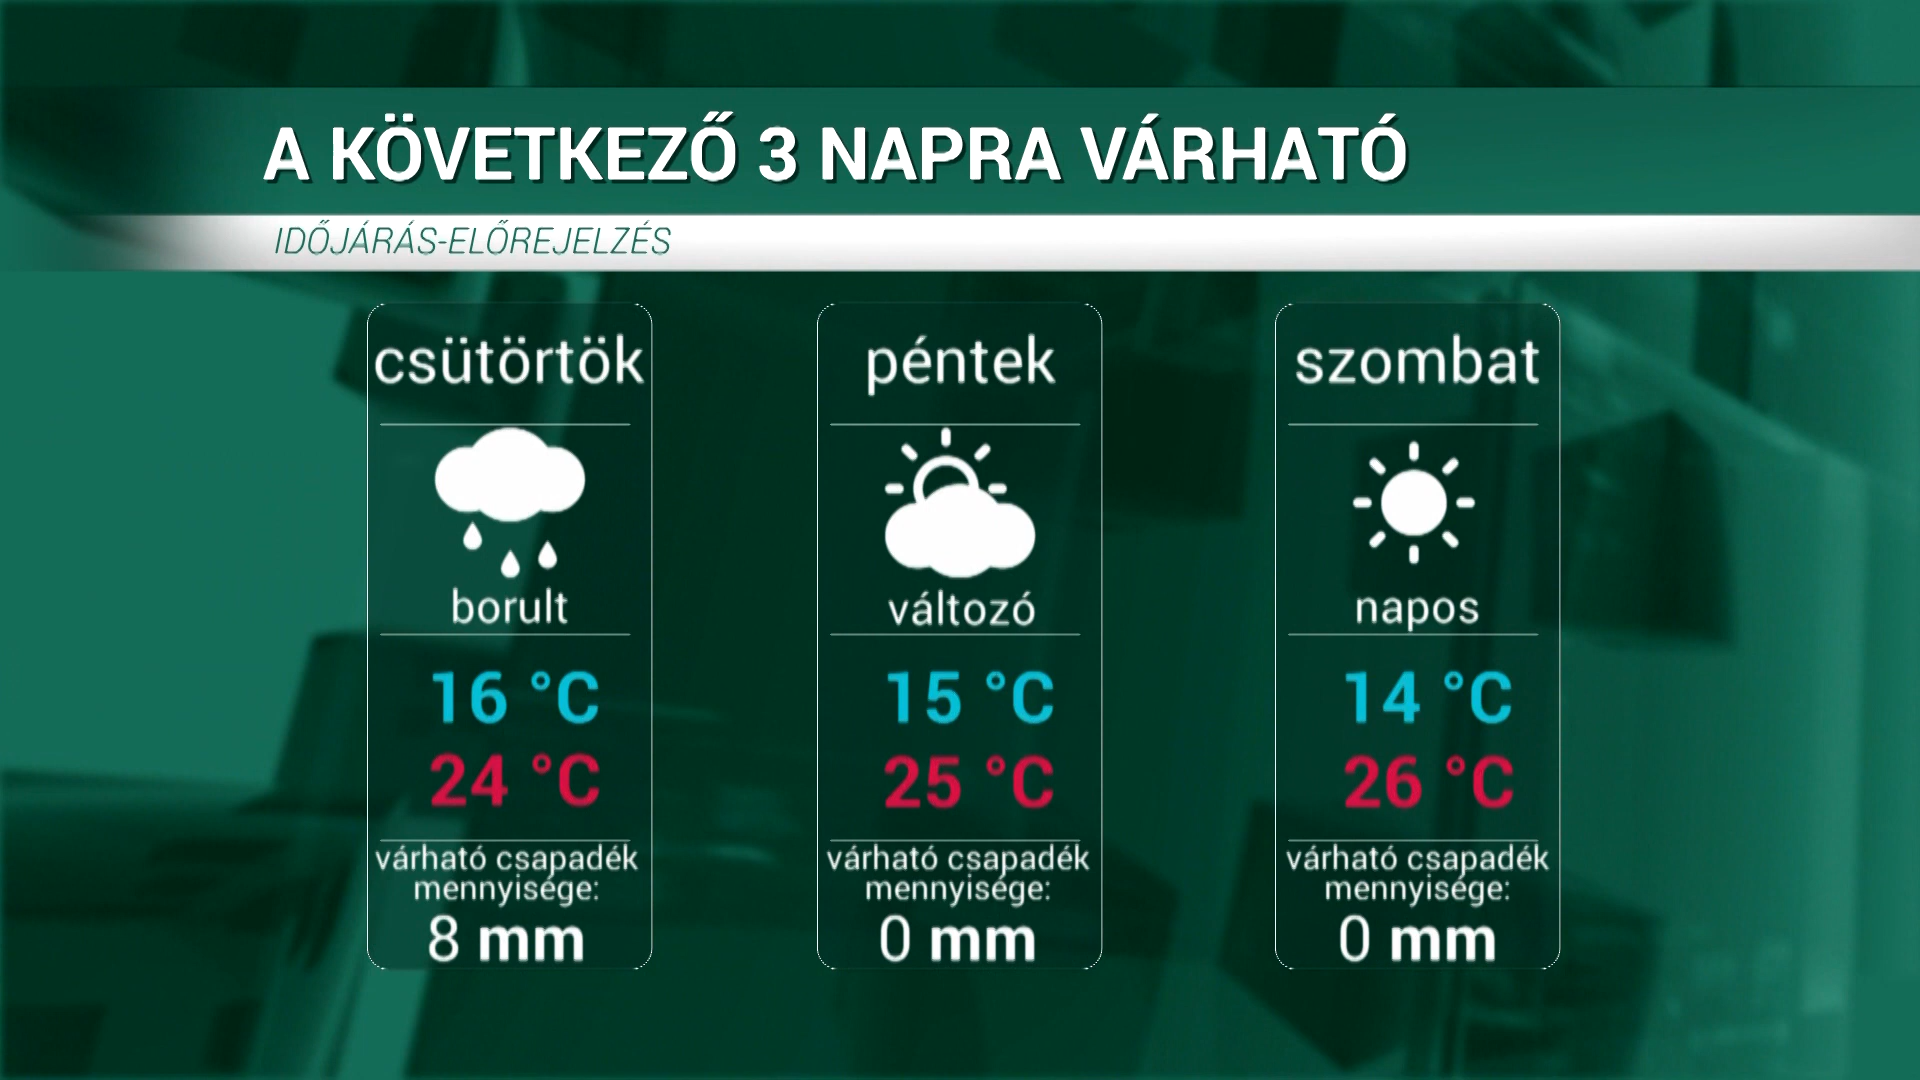 A KÖVETKEZŐ 3 NAPRA VÁRHATÓ
IDŐJÁRÁS-ELŐREJELZÉS
csütörtök
borult
16 °C
24 °C
várható csapadék
mennyisége:
8 mm
péntek
változó
15 °C
25 °C
várható csapadék
mennyisége:
0 mm
szombat
napos
14 °C
26 °C
várható csapadék
mennyisége:
0 mm